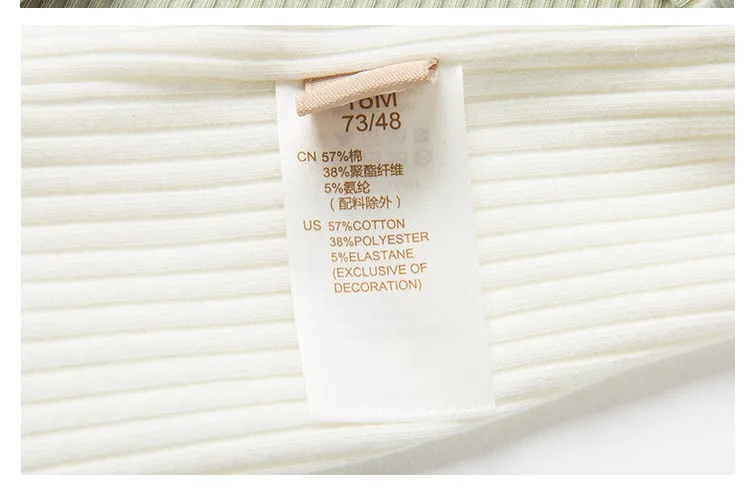 18M
73/48
CN 57%棉
38%聚酯纤维
5%氨纶
(配料除外)
US 57%COTTON
38%POLYESTER
5%ELASTANE
(EXCLUSIVE OF
DECORATION)